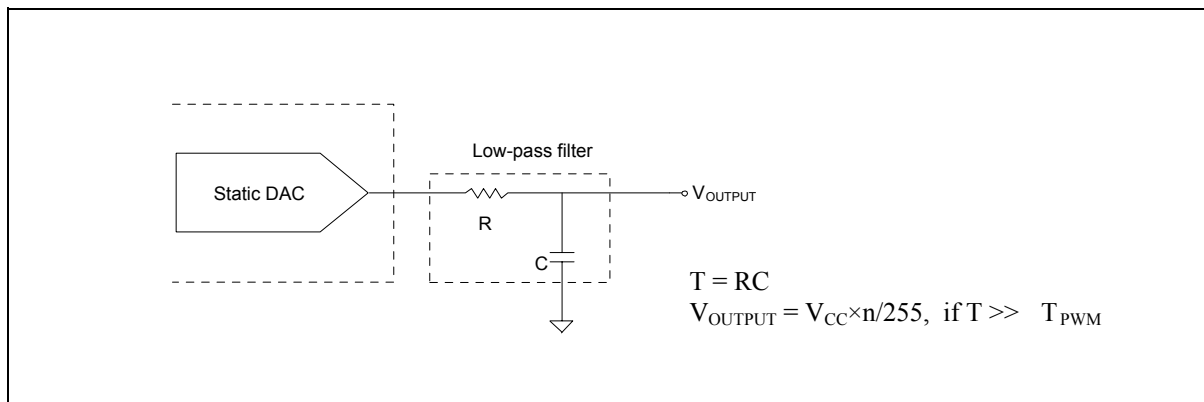 Low-pass filter
Static DAC
V_OUTPUT
R
C
T = RC
V_OUTPUT = V_CC×n/255, if T >> T_PWM